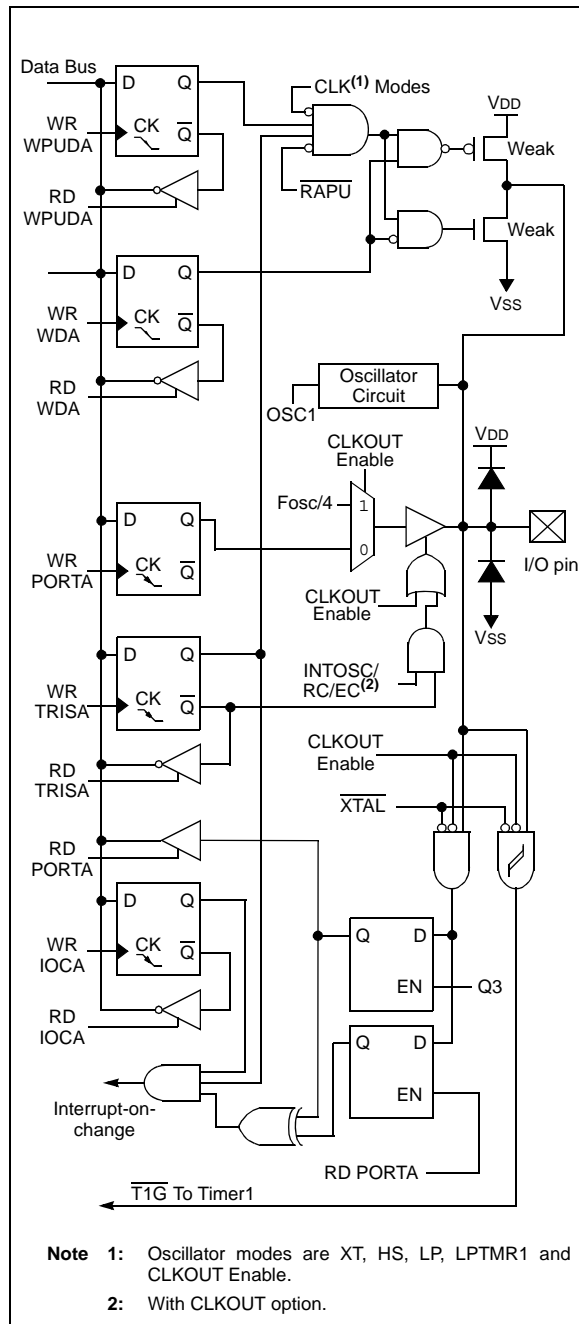 Data Bus
D Q
CLK(1) Modes
VDD
WR
WPUDA
CK
Q
Weak
RD
WPUDA
RAPU
D Q
Weak
WR
WDA
CK
Q
VSS
RD
WDA
Oscillator
Circuit
OSC1
CLKOUT
Enable
VDD
Fosc/4
1
0
D Q
WR
PORTA
CK
Q
I/O pin
CLKOUT
Enable
VSS
D Q
WR
TRISA
CK
Q
INTOSC/
RC/EC(2)
RD
TRISA
CLKOUT
Enable
XTAL
RD
PORTA
D Q
WR
IOCA
CK
Q
Q D
EN
Q3
RD
IOCA
Q D
EN
Interrupt-on-
change
RD PORTA
T1G To Timer1
Note 1: Oscillator modes are XT, HS, LP, LPTMR1 and
CLKOUT Enable.
2: With CLKOUT option.